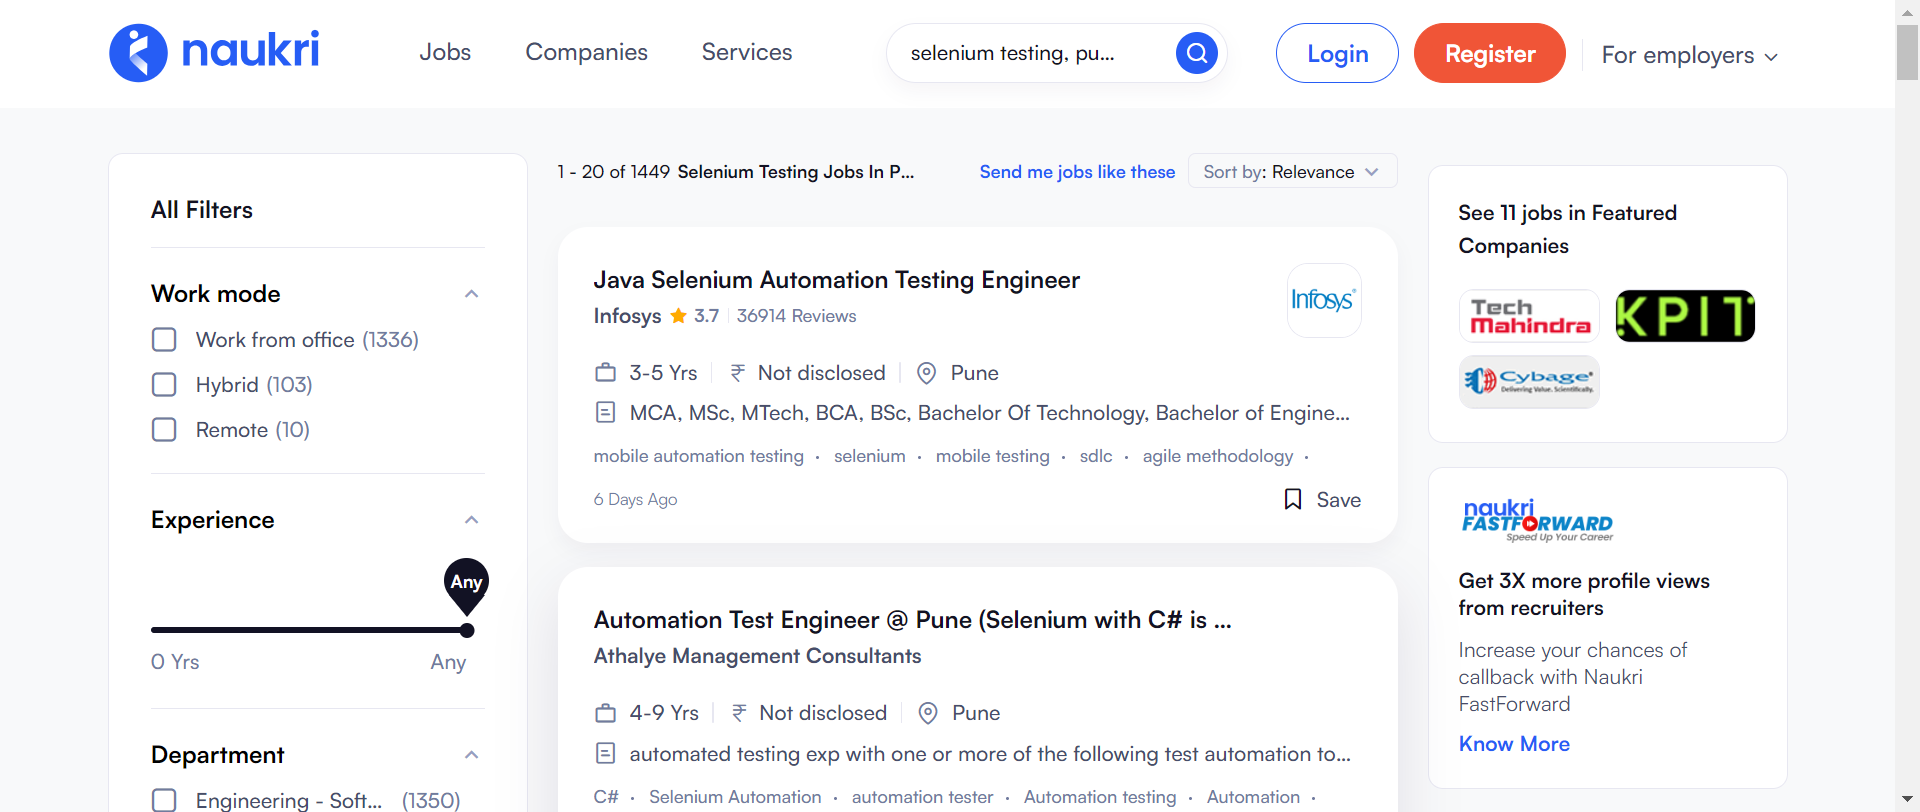 naukri
Jobs
Companies
Services
selenium testing, pu...
Login
Register
For employers
All Filters
Work mode
Work from office (1336)
Hybrid (103)
Remote (10)
Experience
Any
0 Yrs
Any
Department
Engineering - Soft... (1350)
1 - 20 of 1449 Selenium Testing Jobs In P...
Send me jobs like these
Sort by: Relevance
Java Selenium Automation Testing Engineer
Infosys 3.7 36914 Reviews
Infosys
3-5 Yrs
₹ Not disclosed
Pune
MCA, MSc, MTech, BCA, BSc, Bachelor Of Technology, Bachelor of Engine...
mobile automation testing · selenium · mobile testing · sdlc · agile methodology ·
6 Days Ago
Save
Automation Test Engineer @ Pune (Selenium with C# is ...
Athalye Management Consultants
4-9 Yrs
₹ Not disclosed
Pune
automated testing exp with one or more of the following test automation to...
C# · Selenium Automation · automation tester · Automation testing · Automation ·
See 11 jobs in Featured
Companies
Tech
Mahindra
KPIT
Cybage
Delivering Value. Scientifically.
naukri
FASTFORWARD
Speed Up Your Career
Get 3X more profile views
from recruiters
Increase your chances of
callback with Naukri
FastForward
Know More